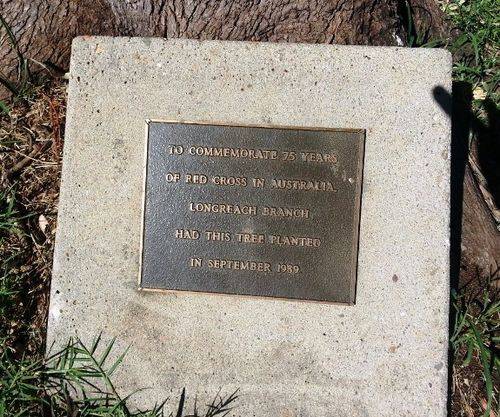 TO COMMEMORATE 75 YEARS
OF RED CROSS IN AUSTRALIA.
LONGREACH BRANCH
HAD THIS TREE PLANTED
IN SEPTEMBER 1989.